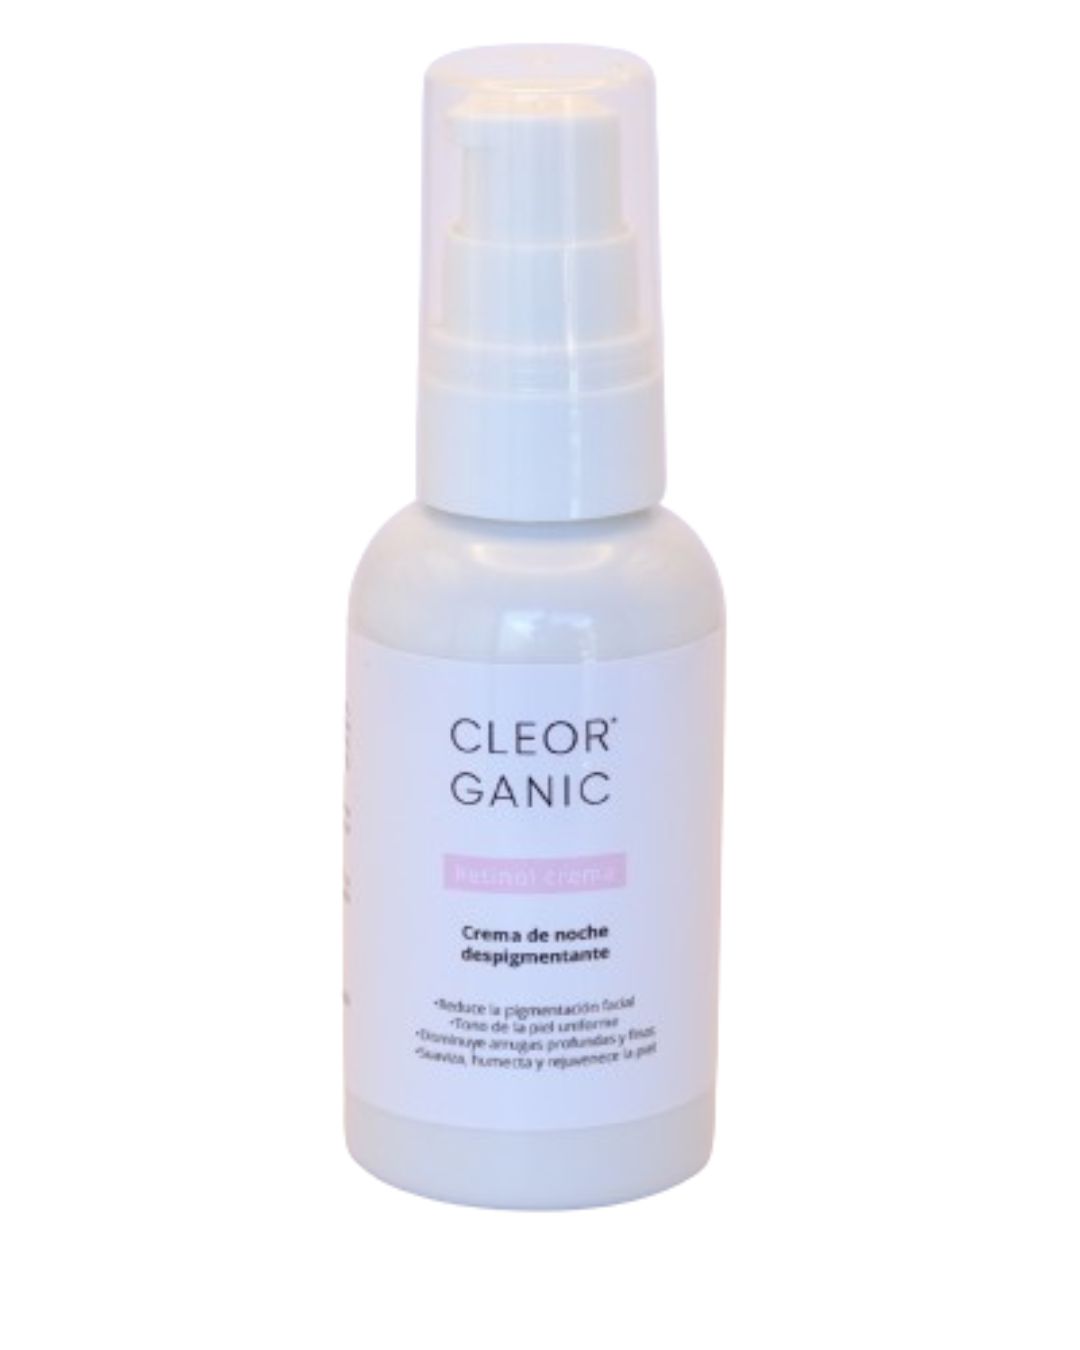 CLEOR
GANIC
Retinol crema
Crema de noche
despigmentante
•Reduce la pigmentación facial
•Tono de la piel uniforme
•Disminuye arrugas profundas y finas
•Suaviza, humecta y rejuvenece la piel